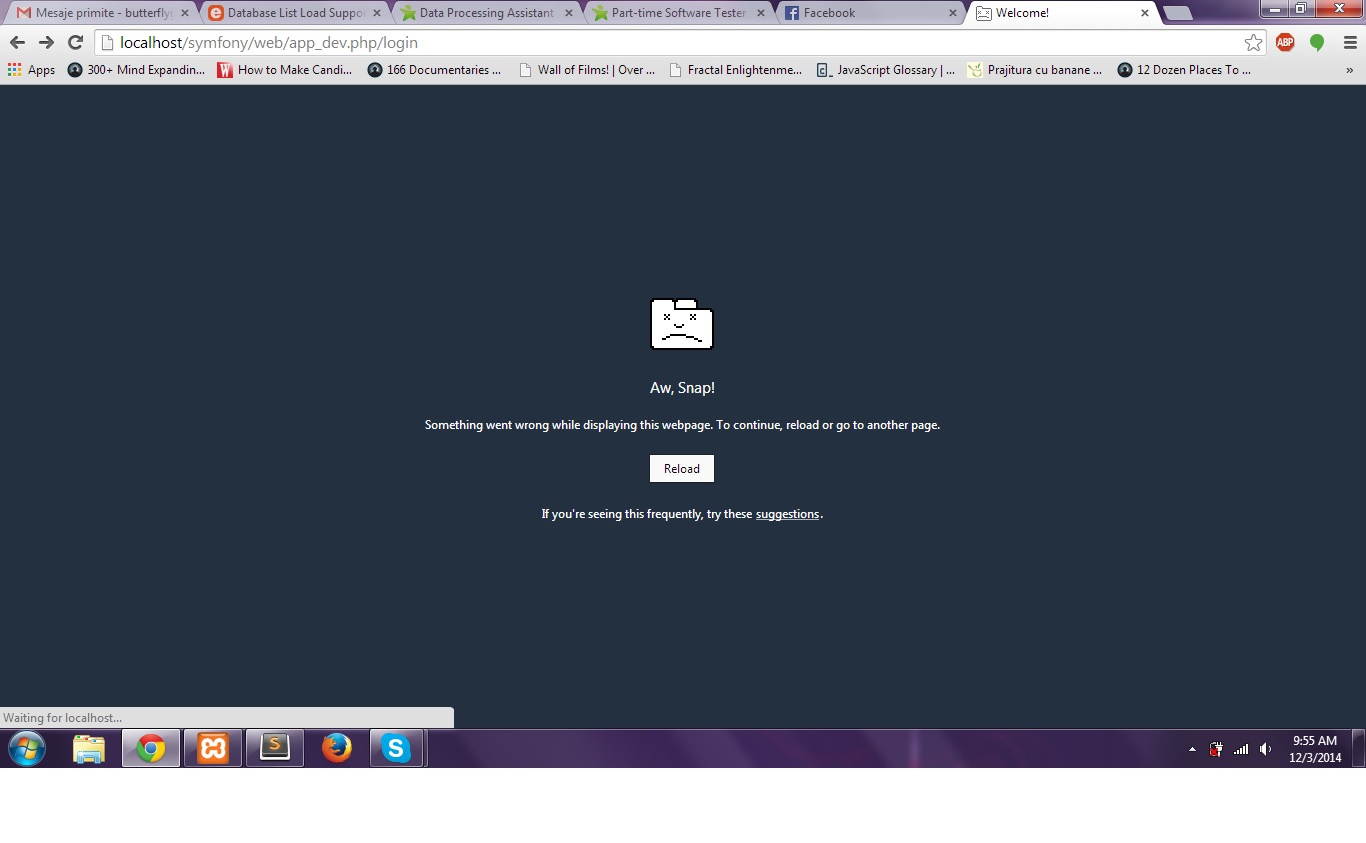 Mesaje primite - butterfly
Database List Load Suppo
Data Processing Assistant
Part-time Software Tester
Facebook
Welcome!
localhost/symfony/web/app_dev.php/login
ABP
Apps
300+ Mind Expandin...
How to Make Candi...
166 Documentaries ...
Wall of Films! | Over ...
Fractal Enlightenme...
JavaScript Glossary | ...
Prajitura cu banane ...
12 Dozen Places To ...
»
Aw, Snap!
Something went wrong while displaying this webpage. To continue, reload or go to another page.
Reload
If you're seeing this frequently, try these suggestions.
Waiting for localhost...
9:55 AM
12/3/2014